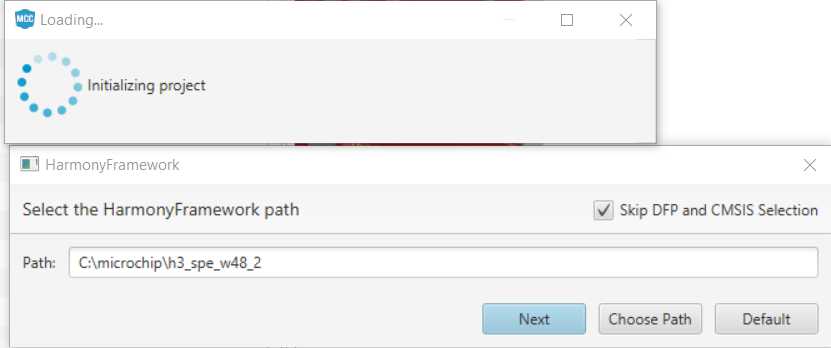 MCC Loading...
Initializing project
HarmonyFramework
Select the HarmonyFramework path
Skip DFP and CMSIS Selection
Path: C:\microchip\h3_spe_w48_2
Next Choose Path Default